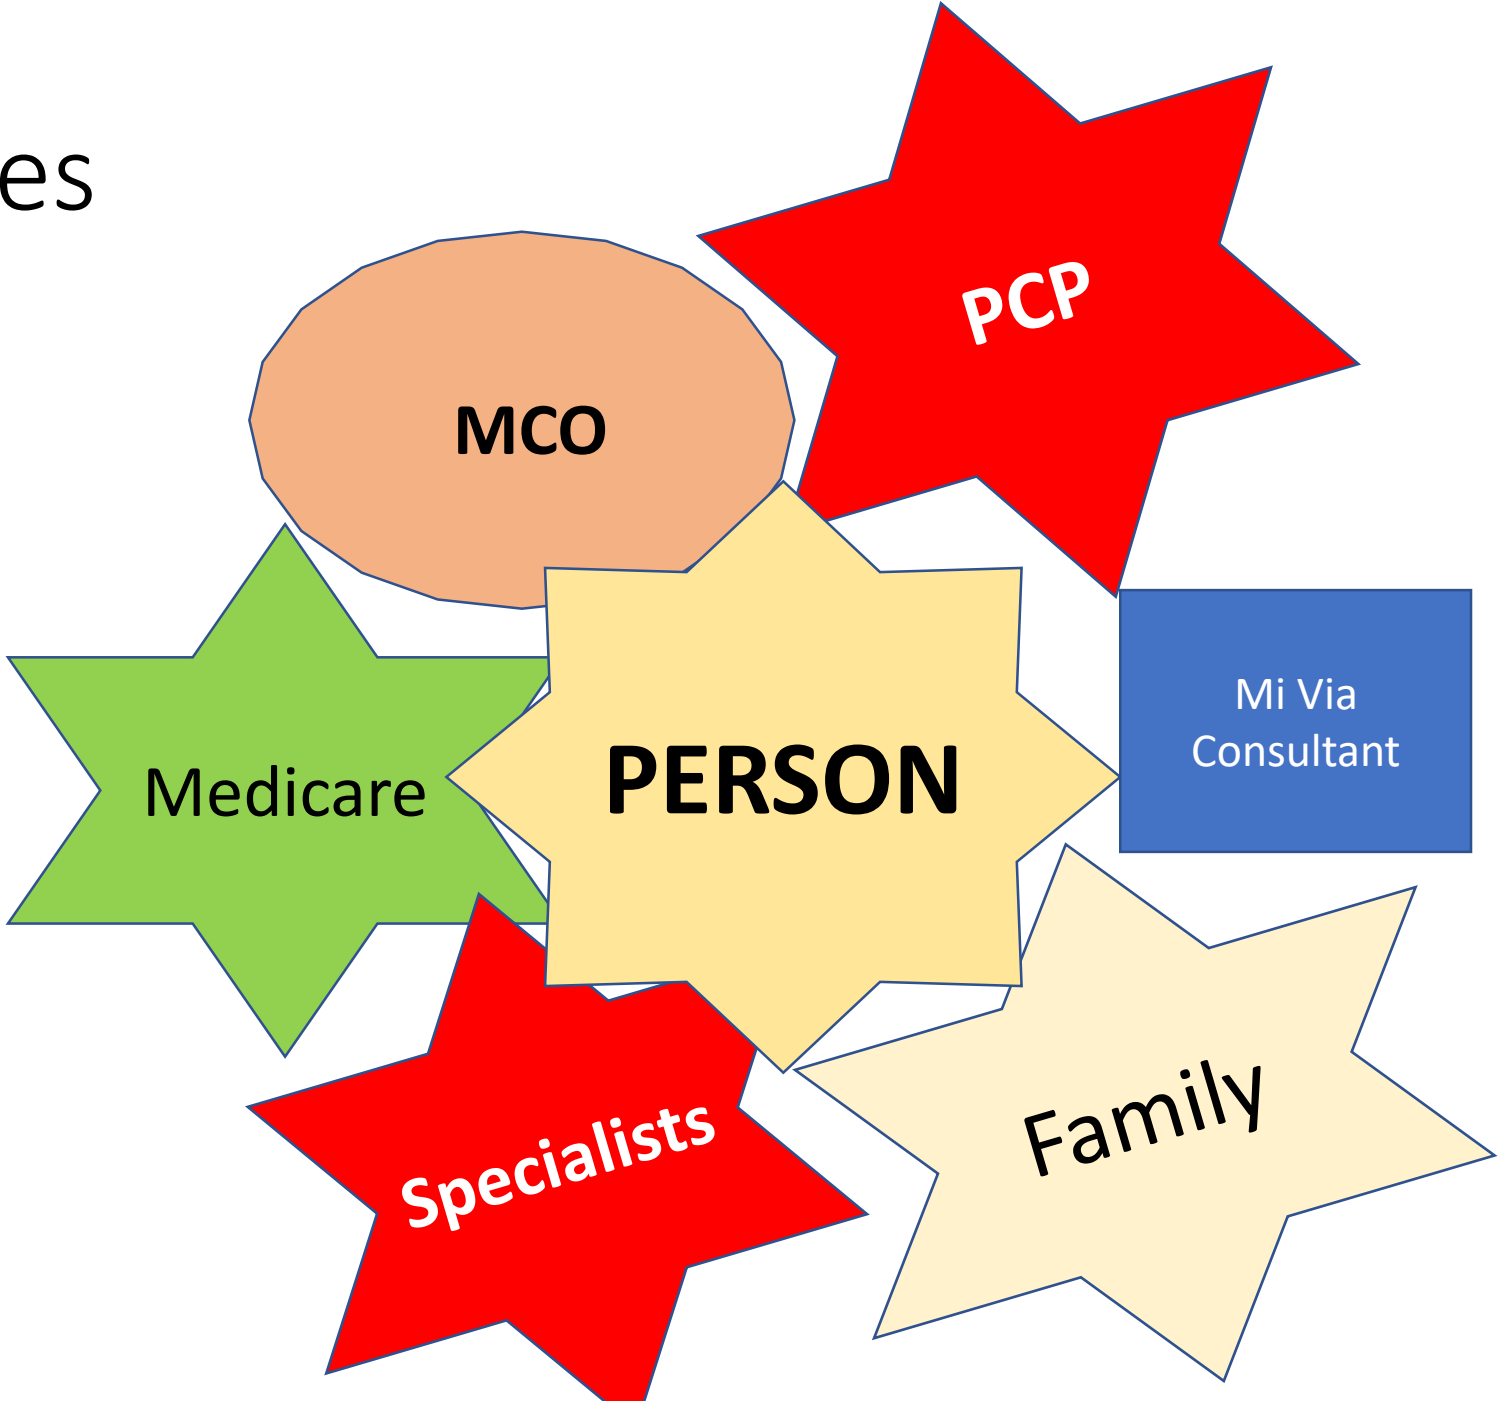 es
PCP
MCO
Mi Via
Consultant
PERSON
Medicare
Family
Specialists